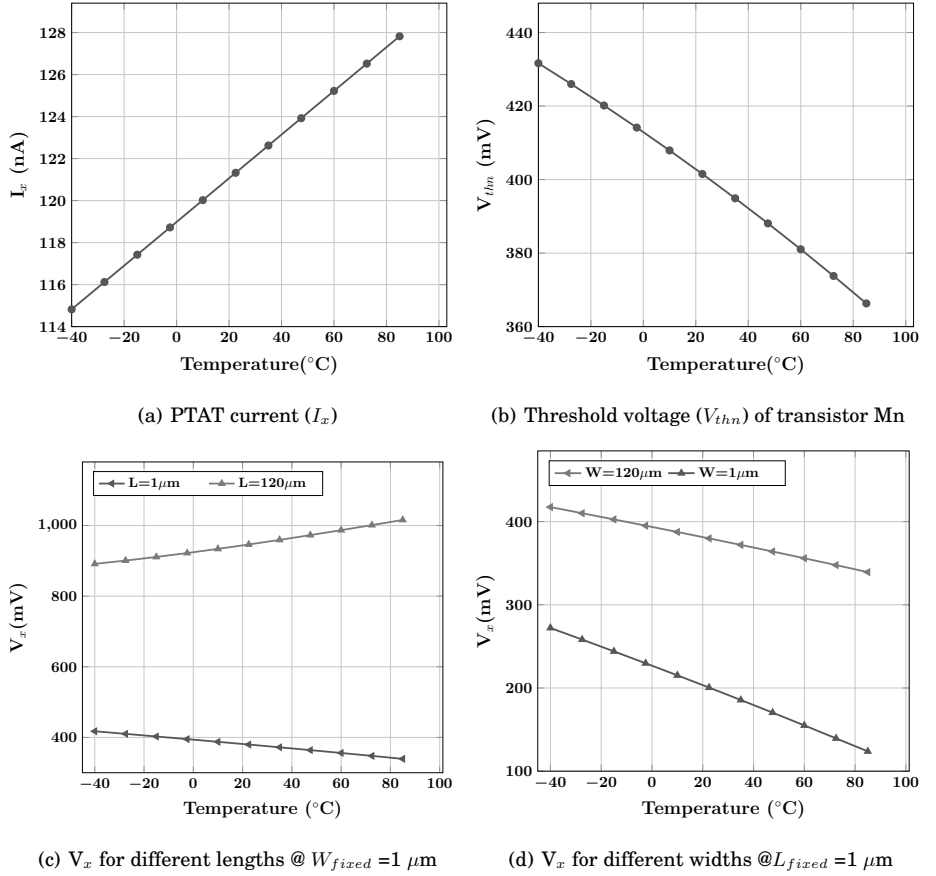 128
126
124
122
120
118
116
114
I_x (nA)
−40 −20 0 20 40 60 80 100
Temperature(°C)
(a) PTAT current (I_x)
440
420
400
380
360
V_thn (mV)
−40 −20 0 20 40 60 80 100
Temperature(°C)
(b) Threshold voltage (V_thn) of transistor Mn
L=1μm L=120μm
1,000
800
600
400
V_x(mV)
−40 −20 0 20 40 60 80 100
Temperature (°C)
(c) V_x for different lengths @ W_fixed =1 μm
W=120μm W=1μm
400
300
200
100
V_x(mV)
−40 −20 0 20 40 60 80 100
Temperature (°C)
(d) V_x for different widths @L_fixed =1 μm